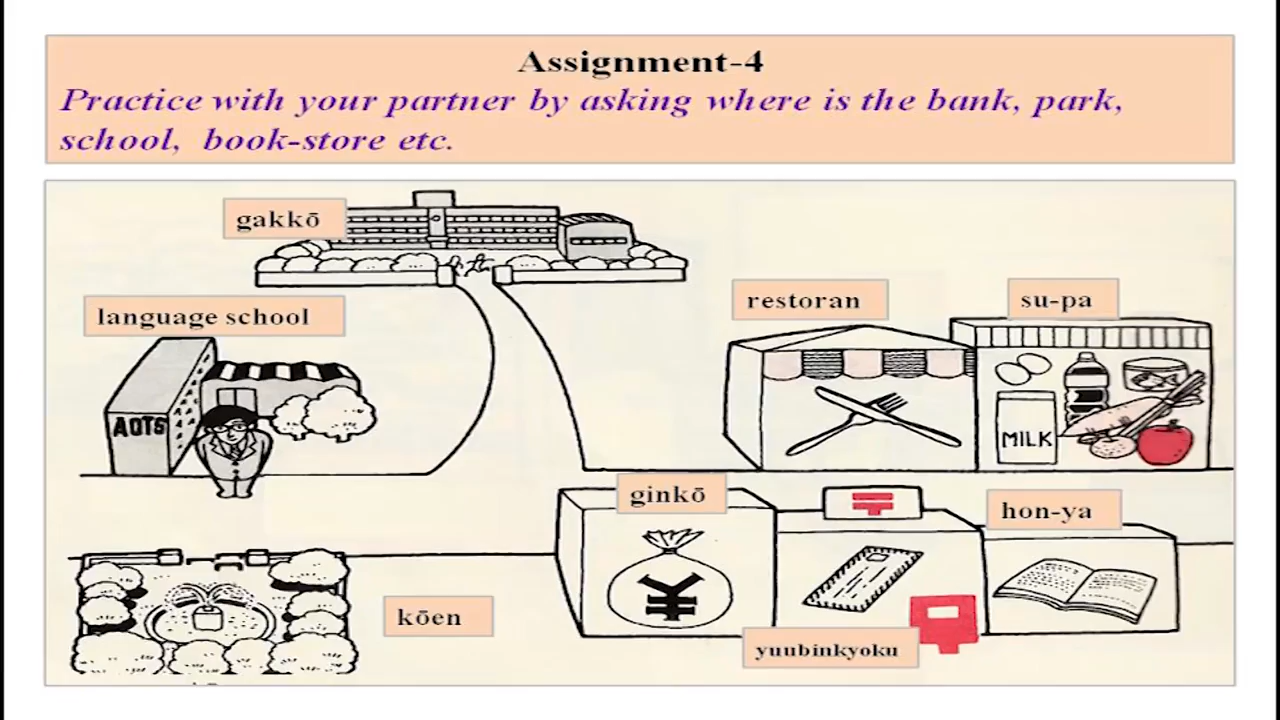 Assignment-4
Practice with your partner by asking where is the bank, park,
school, book-store etc.
gakkō
language school
restoran
su-pa
AOTS
MILK
ginkō
〒
hon-ya
¥
kōen
yuubinkyoku